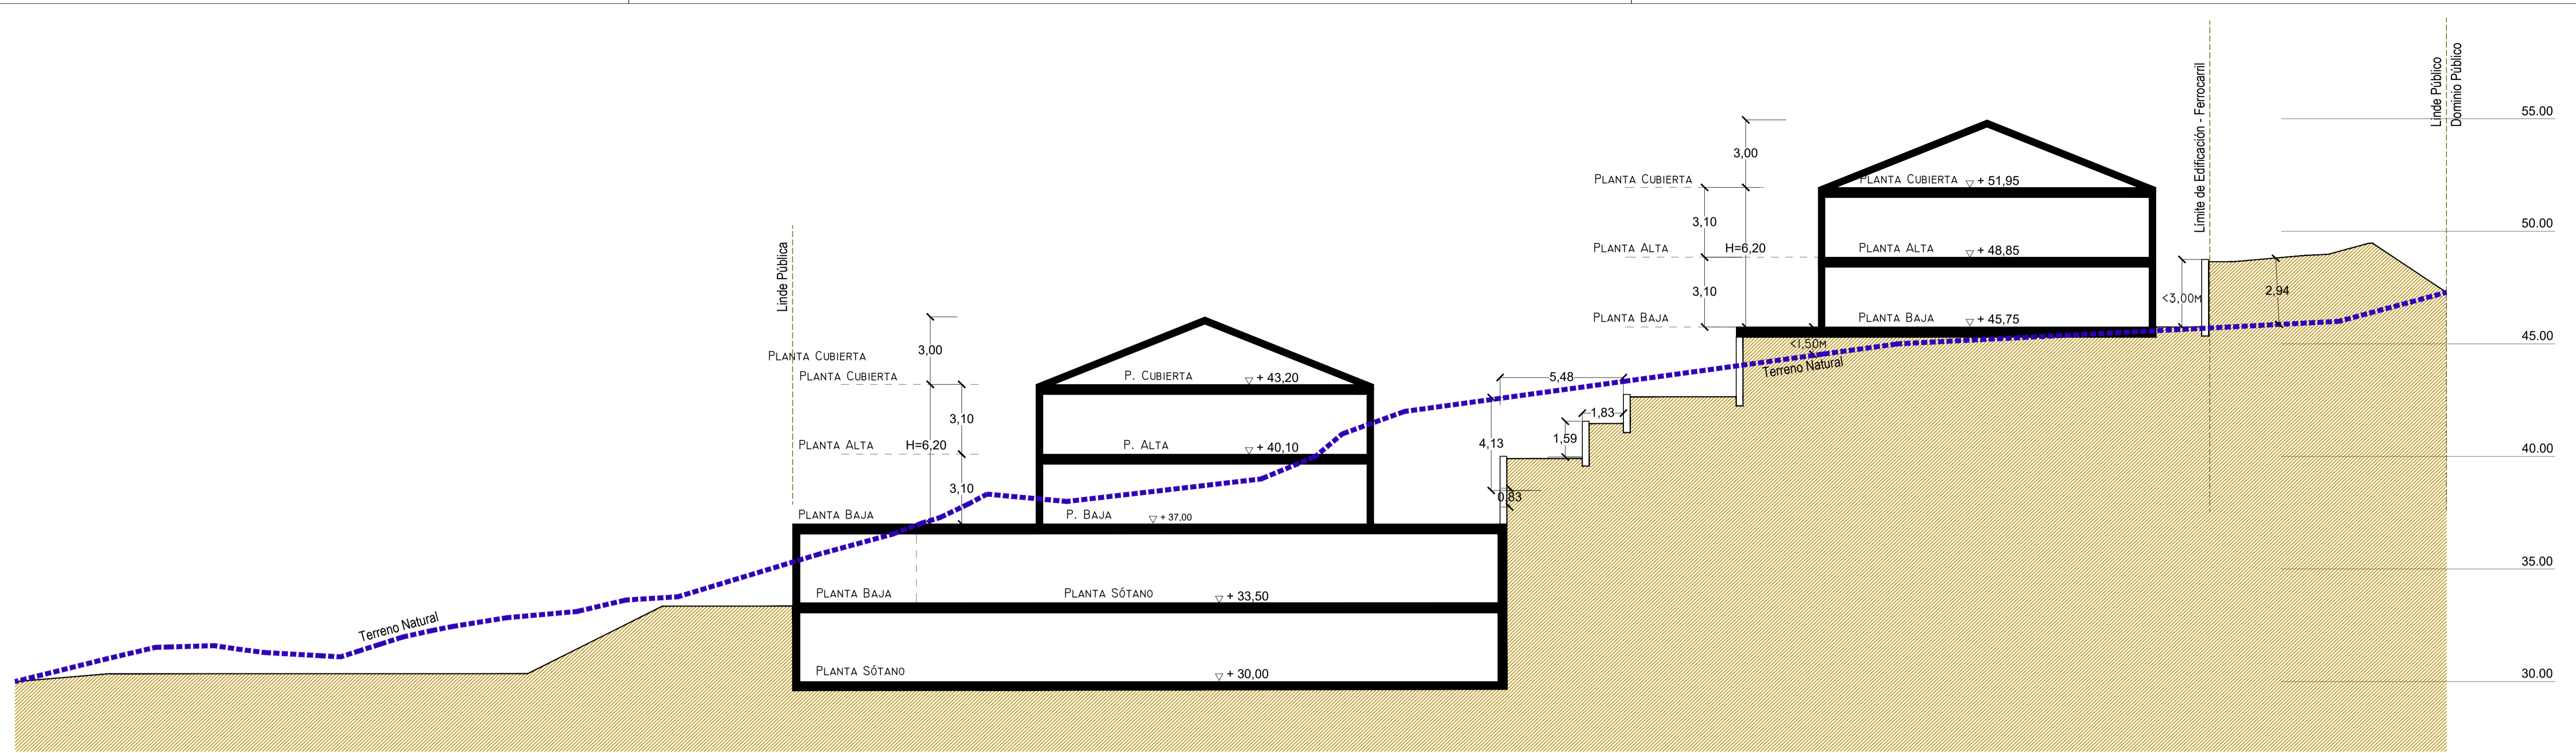 Linde Público
Dominio Público
Límite de Edificación - Ferrocarril
55.00
3,00
PLANTA CUBIERTA
PLANTA CUBIERTA + 51,95
3,10
50.00
Linde Pública
PLANTA ALTA
H=6,20
PLANTA ALTA + 48,85
3,10
<3,00M
2,94
PLANTA BAJA
PLANTA BAJA + 45,75
45.00
<1,50M
Terreno Natural
3,00
PLANTA CUBIERTA
PLANTA CUBIERTA
P. CUBIERTA + 43,20
5,48
3,10
1,83
PLANTA ALTA
H=6,20
P. ALTA + 40,10
4,13
1,59
40.00
3,10
0,83
PLANTA BAJA
P. BAJA + 37,00
35.00
PLANTA BAJA
PLANTA SÓTANO + 33,50
Terreno Natural
PLANTA SÓTANO
+ 30,00
30.00